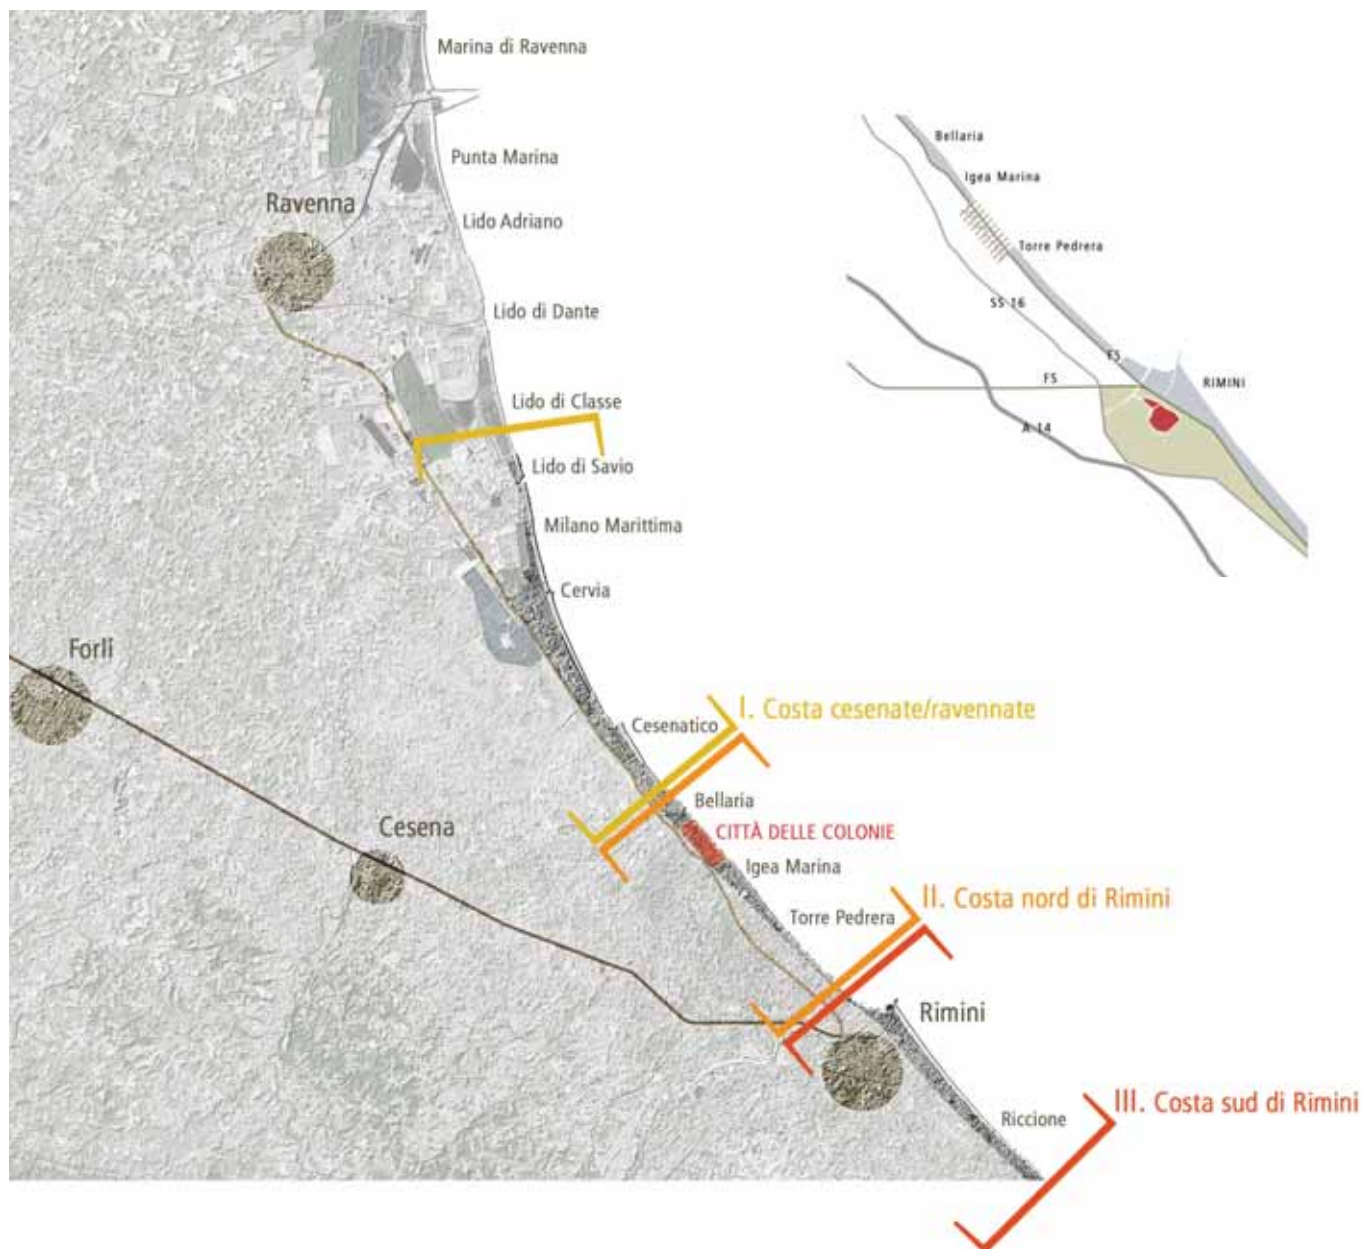 Marina di Ravenna
Punta Marina
Ravenna
Lido Adriano
Lido di Dante
Lido di Classe
Lido di Savio
Milano Marittima
Cervia
Forlì
Cesenatico
I. Costa cesenate/ravennate
Bellaria
Cesena
CITTÀ DELLE COLONIE
Igea Marina
II. Costa nord di Rimini
Torre Pedrera
Rimini
III. Costa sud di Rimini
Riccione
Bellaria
Igea Marina
Torre Pedrera
SS 16
FS
FS
RIMINI
A 14